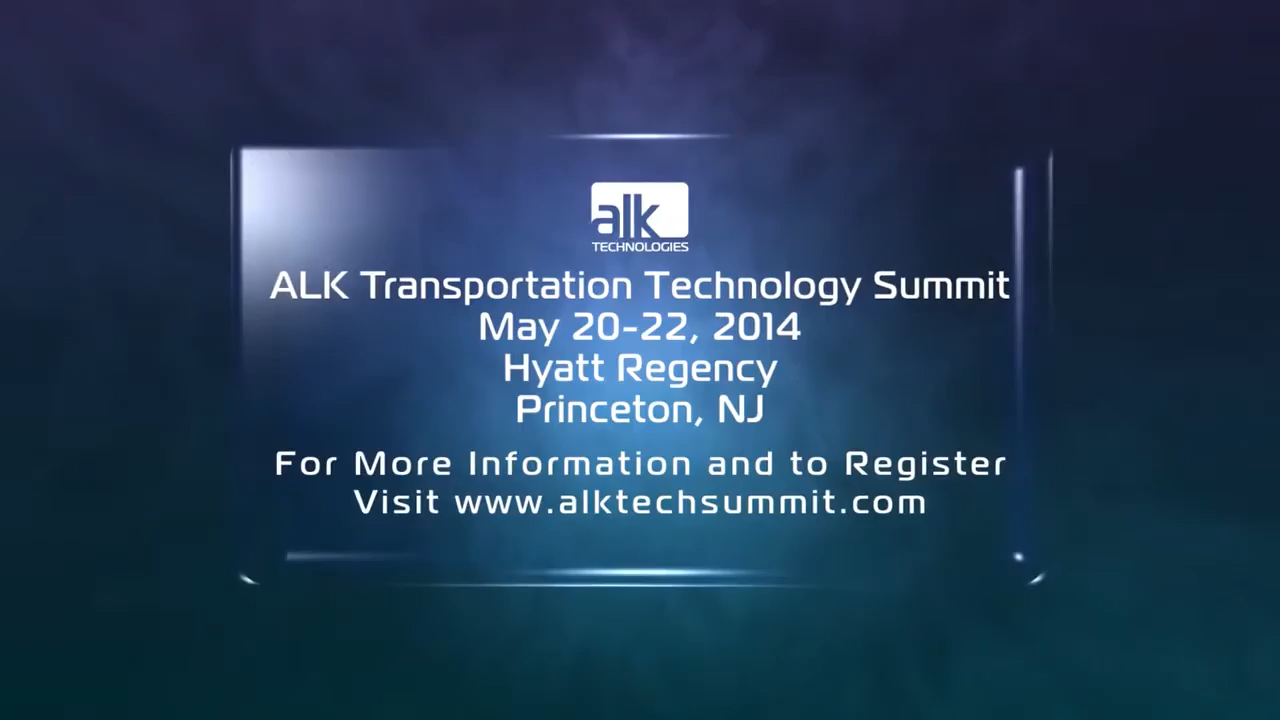 alk
TECHNOLOGIES
ALK Transportation Technology Summit
May 20-22, 2014
Hyatt Regency
Princeton, NJ
For More Information and to Register
Visit www.alktechsummit.com